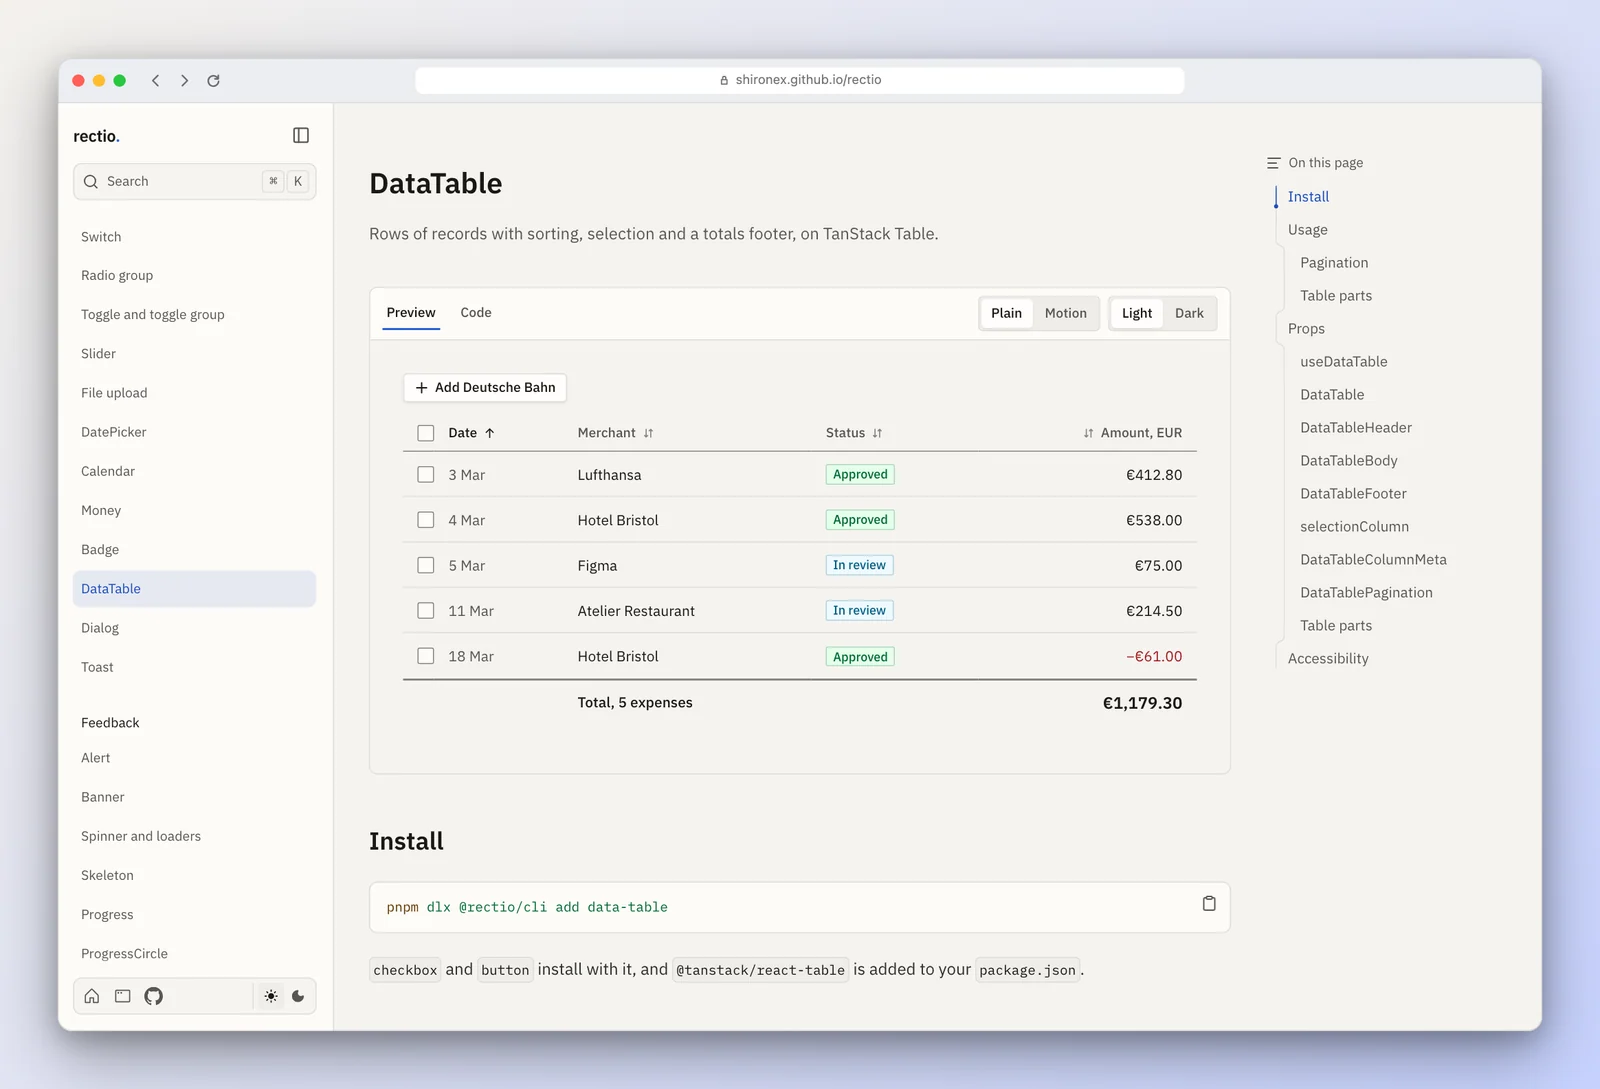 shironex.github.io/rectio
rectio.
Search ⌘ K
Switch
Radio group
Toggle and toggle group
Slider
File upload
DatePicker
Calendar
Money
Badge
DataTable
Dialog
Toast
Feedback
Alert
Banner
Spinner and loaders
Skeleton
Progress
ProgressCircle
DataTable
Rows of records with sorting, selection and a totals footer, on TanStack Table.
Preview Code Plain Motion Light Dark
+ Add Deutsche Bahn
Date ↑ Merchant ↓↑ Status ↓↑ ↓↑ Amount, EUR
3 Mar Lufthansa Approved €412.80
4 Mar Hotel Bristol Approved €538.00
5 Mar Figma In review €75.00
11 Mar Atelier Restaurant In review €214.50
18 Mar Hotel Bristol Approved −€61.00
Total, 5 expenses €1,179.30
Install
pnpm dlx @rectio/cli add data-table
checkbox and button install with it, and @tanstack/react-table is added to your package.json.
On this page
Install
Usage
Pagination
Table parts
Props
useDataTable
DataTable
DataTableHeader
DataTableBody
DataTableFooter
selectionColumn
DataTableColumnMeta
DataTablePagination
Table parts
Accessibility